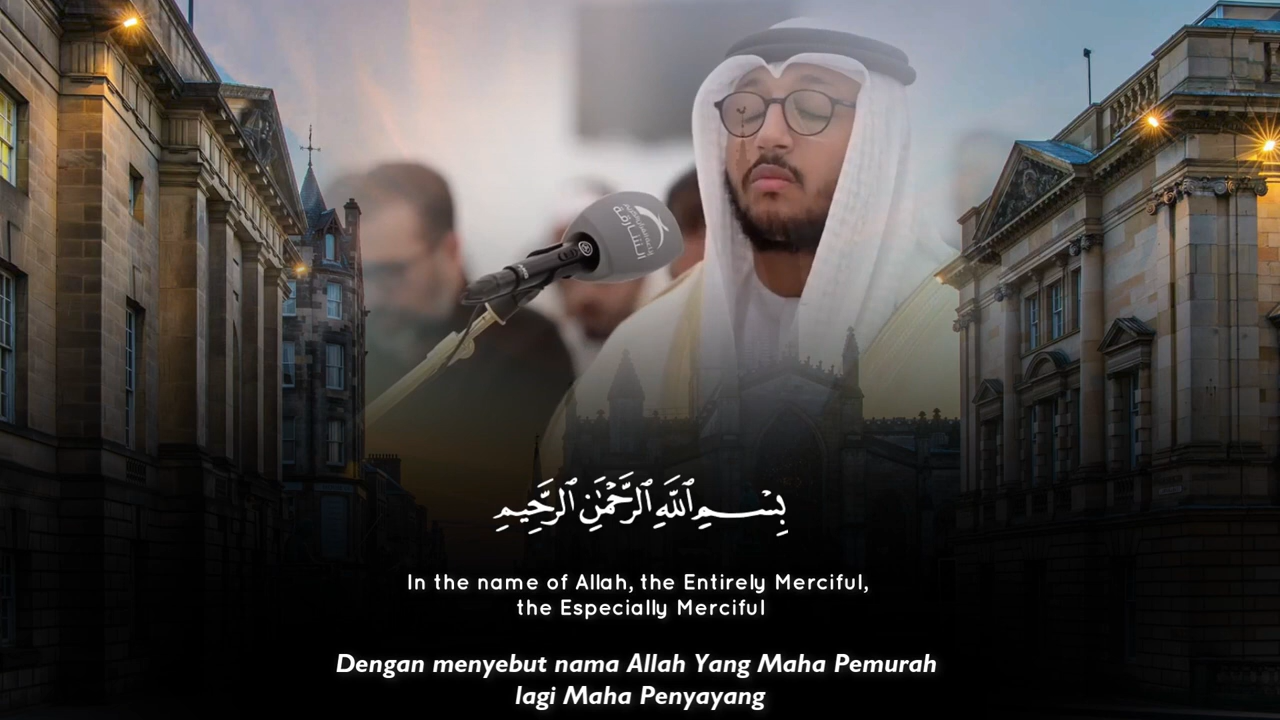 الشارقة
بِسْمِ ٱللَّهِ ٱلرَّحْمَٰنِ ٱلرَّحِيمِ
In the name of Allah, the Entirely Merciful,
the Especially Merciful
Dengan menyebut nama Allah Yang Maha Pemurah
lagi Maha Penyayang